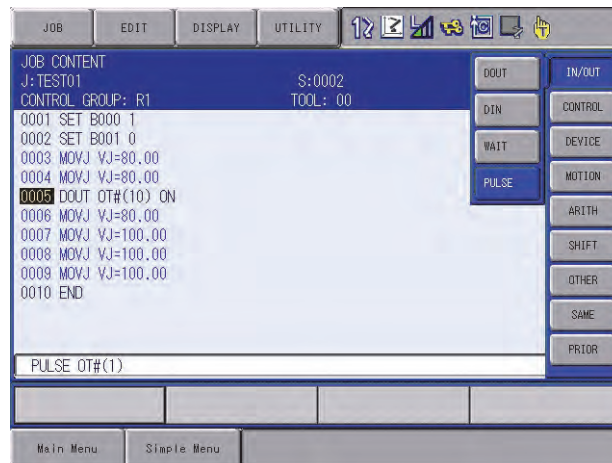 JOB EDIT DISPLAY UTILITY
JOB CONTENT
J:TEST01 S:0002
CONTROL GROUP: R1 TOOL: 00
0001 SET B000 1
0002 SET B001 0
0003 MOVJ VJ=80.00
0004 MOVJ VJ=80.00
0005 DOUT OT#(10) ON
0006 MOVJ VJ=80.00
0007 MOVJ VJ=100.00
0008 MOVJ VJ=100.00
0009 MOVJ VJ=100.00
0010 END
PULSE OT#(1)
DOUT
DIN
WAIT
PULSE
IN/OUT
CONTROL
DEVICE
MOTION
ARITH
SHIFT
OTHER
SAME
PRIOR
Main Menu Simple Menu